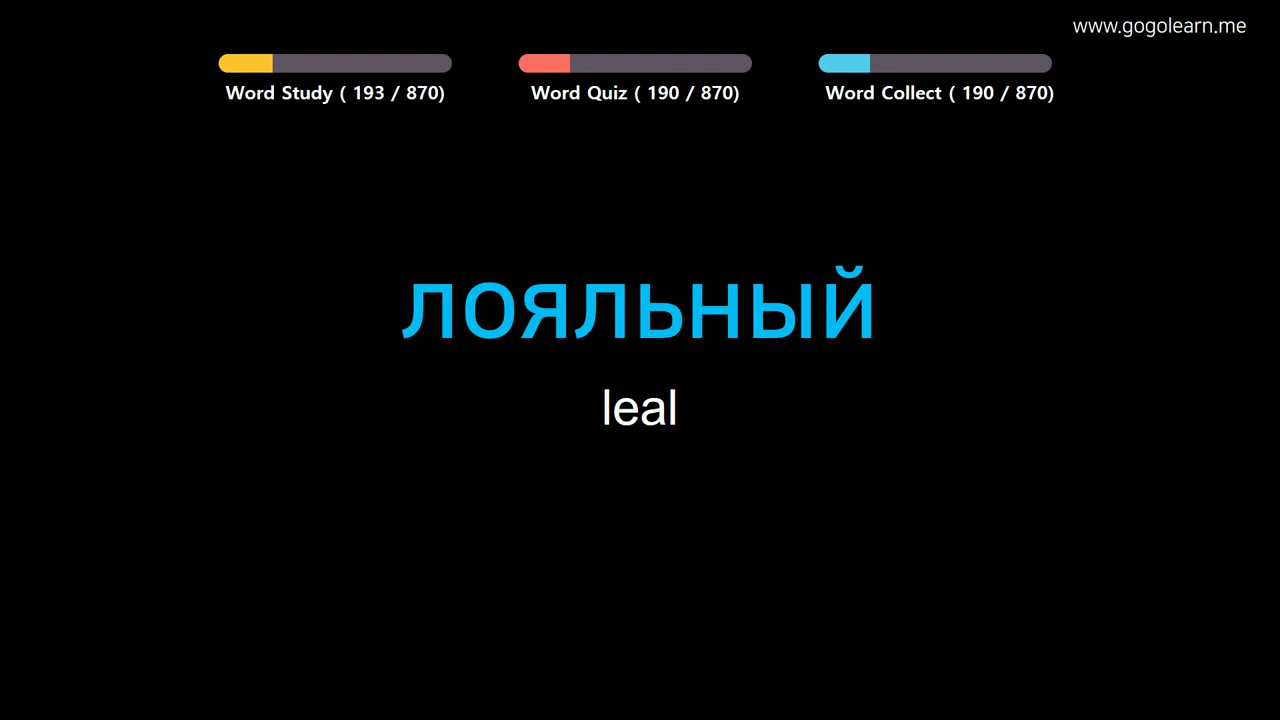 www.gogolearn.me
Word Study ( 193 / 870)
Word Quiz ( 190 / 870)
Word Collect ( 190 / 870)
лояльный
leal